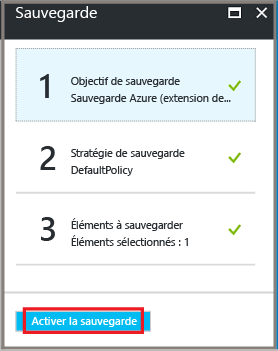 Sauvegarde
1
Objectif de sauvegarde
Sauvegarde Azure (extension de...
2
Stratégie de sauvegarde
DefaultPolicy
3
Éléments à sauvegarder
Éléments sélectionnés : 1
Activer la sauvegarde